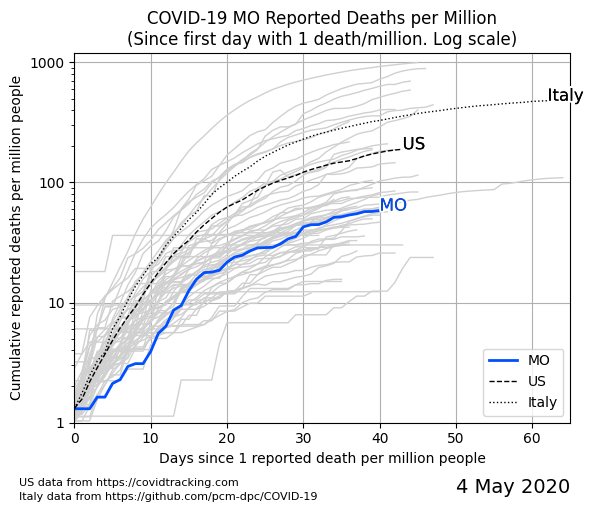 COVID-19 MO Reported Deaths per Million
(Since first day with 1 death/million. Log scale)
Cumulative reported deaths per million people
1000
100
10
1
Italy
US
MO
MO
US
Italy
0
10
20
30
40
50
60
Days since 1 reported death per million people
US data from https://covidtracking.com
Italy data from https://github.com/pcm-dpc/COVID-19
4 May 2020